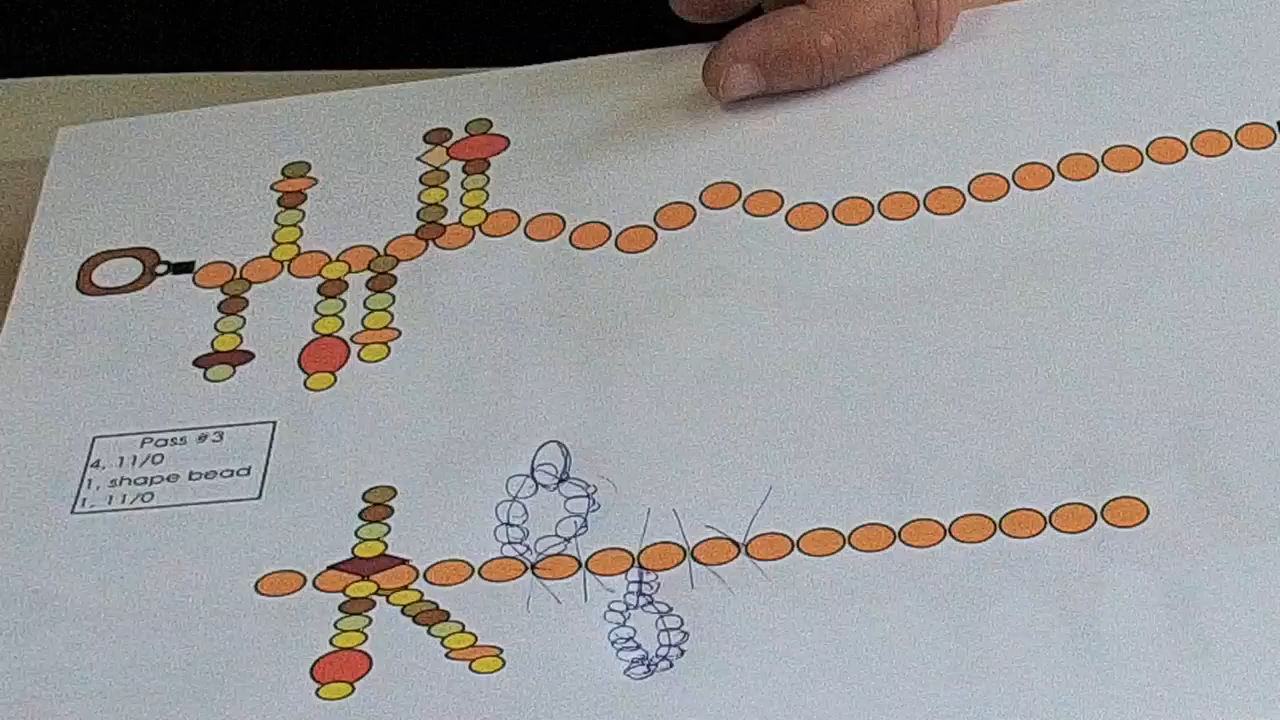 Pass #3
4, 11/0
1, shape bead
1, 11/0